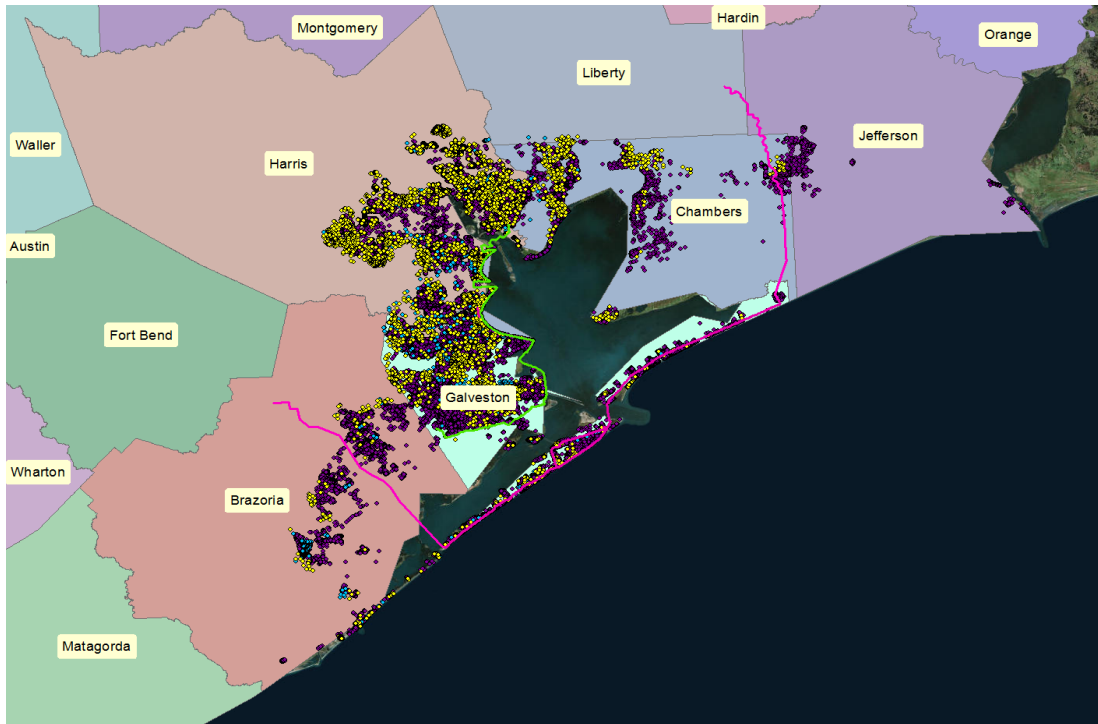 Montgomery
Hardin
Orange
Liberty
Waller
Harris
Jefferson
Chambers
Austin
Fort Bend
Galveston
Wharton
Brazoria
Matagorda